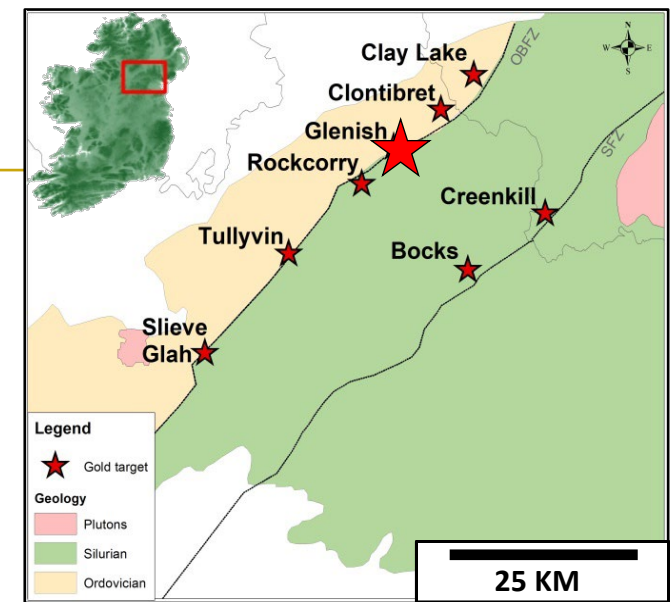 N
W E
S
OBFZ
Clay Lake
Clontibret
Glenish
SFZ
Rockcorry
Creenkill
Tullyvin
Bocks
Slieve
Glah
Legend
Gold target
Geology
Plutons
Silurian
Ordovician
25 KM